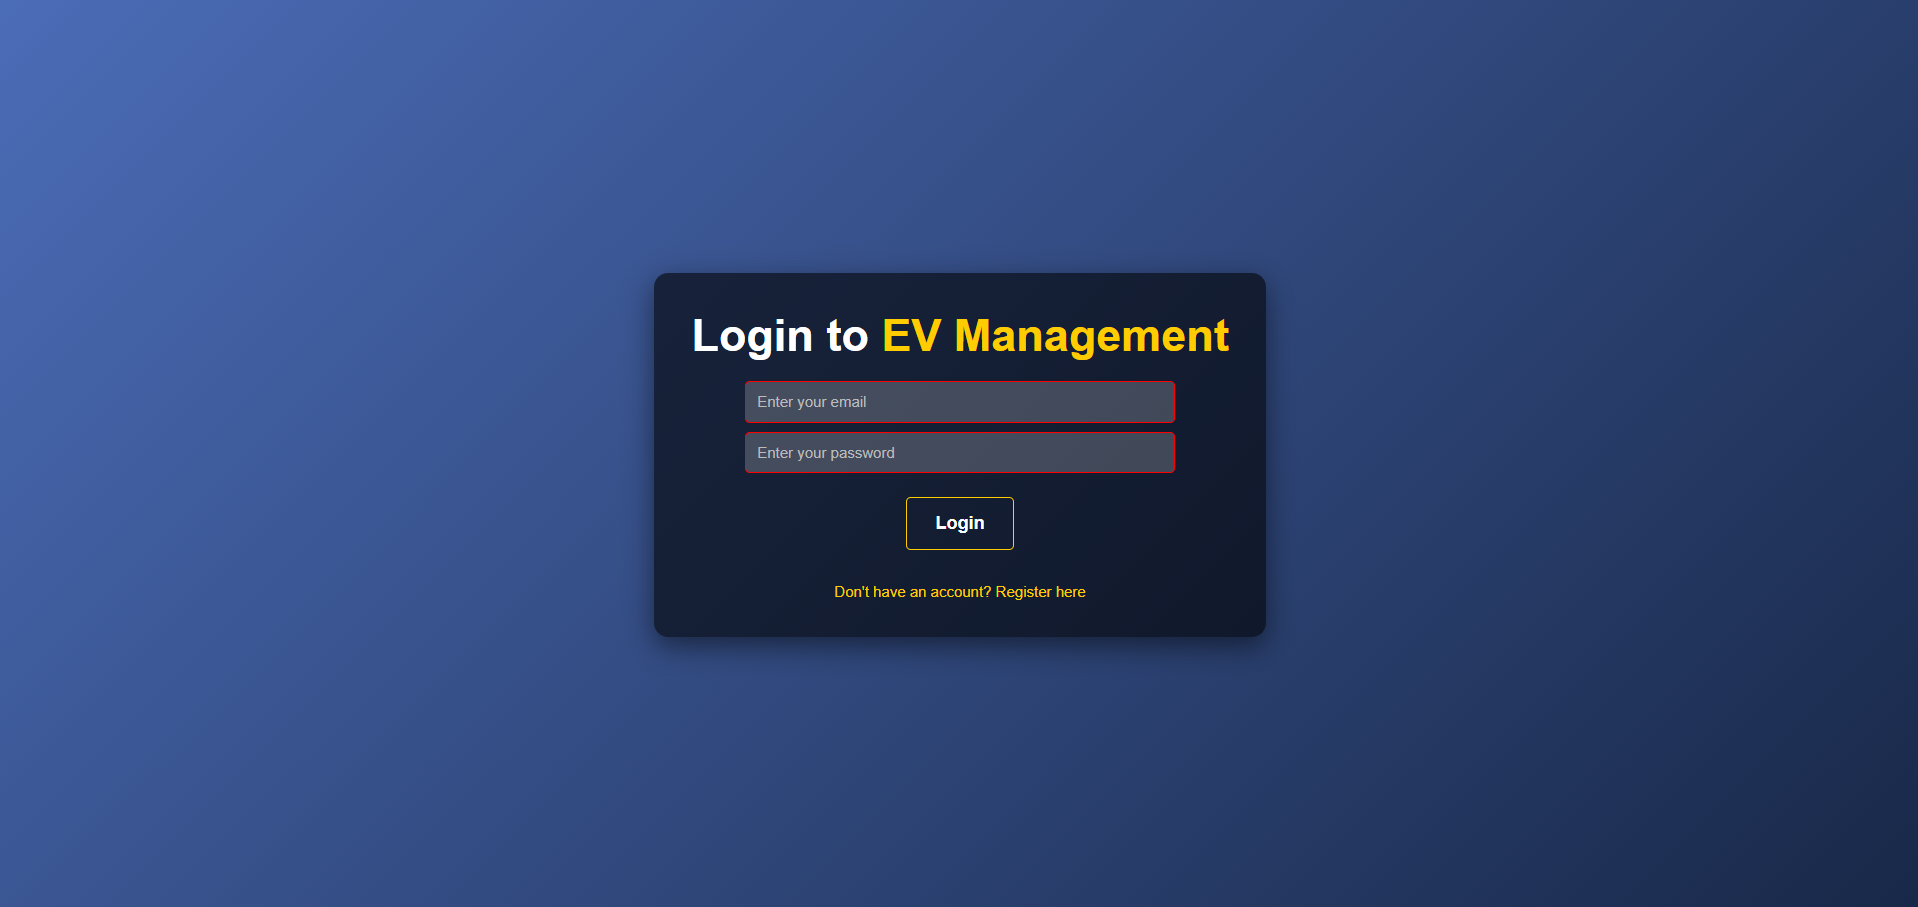 Login to EV Management
Enter your email
Enter your password
Login
Don't have an account? Register here